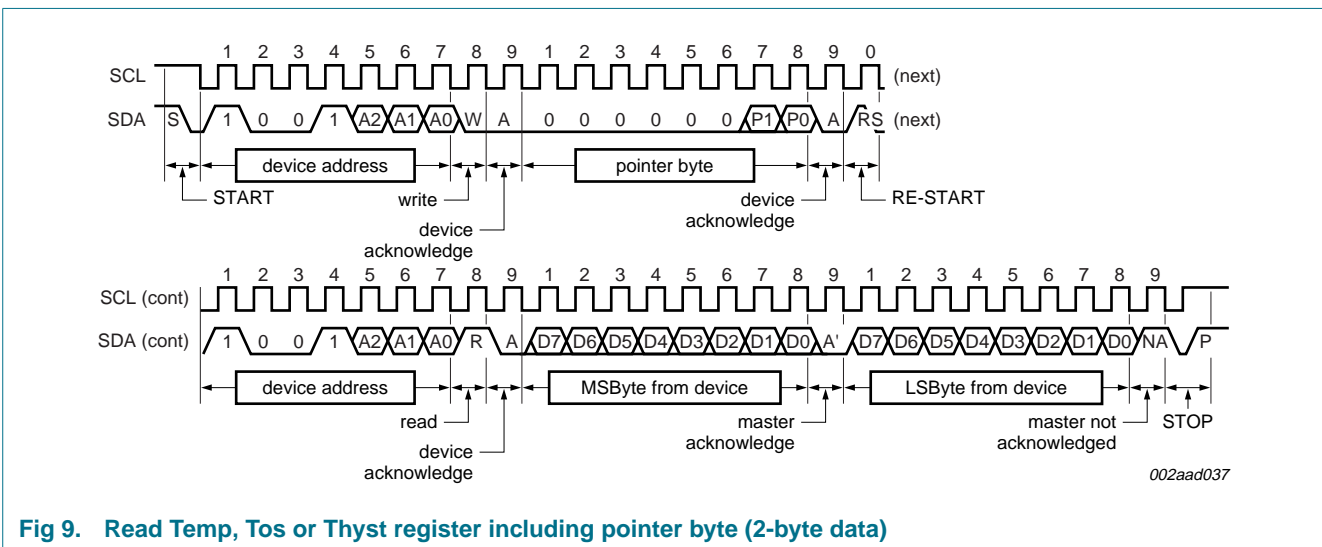 1 2 3 4 5 6 7 8 9 1 2 3 4 5 6 7 8 9 0
SCL (next)
SDA S 1 0 0 1 A2 A1 A0 W A 0 0 0 0 0 0 P1 P0 A RS (next)
device address pointer byte
START write device RE-START
acknowledge
device
acknowledge
1 2 3 4 5 6 7 8 9 1 2 3 4 5 6 7 8 9 1 2 3 4 5 6 7 8 9
SCL (cont)
SDA (cont) 1 0 0 1 A2 A1 A0 R A D7 D6 D5 D4 D3 D2 D1 D0 A' D7 D6 D5 D4 D3 D2 D1 D0 NA P
device address MSByte from device LSByte from device
read master master not STOP
acknowledge acknowledged
device
acknowledge
002aad037
Fig 9. Read Temp, Tos or Thyst register including pointer byte (2-byte data)